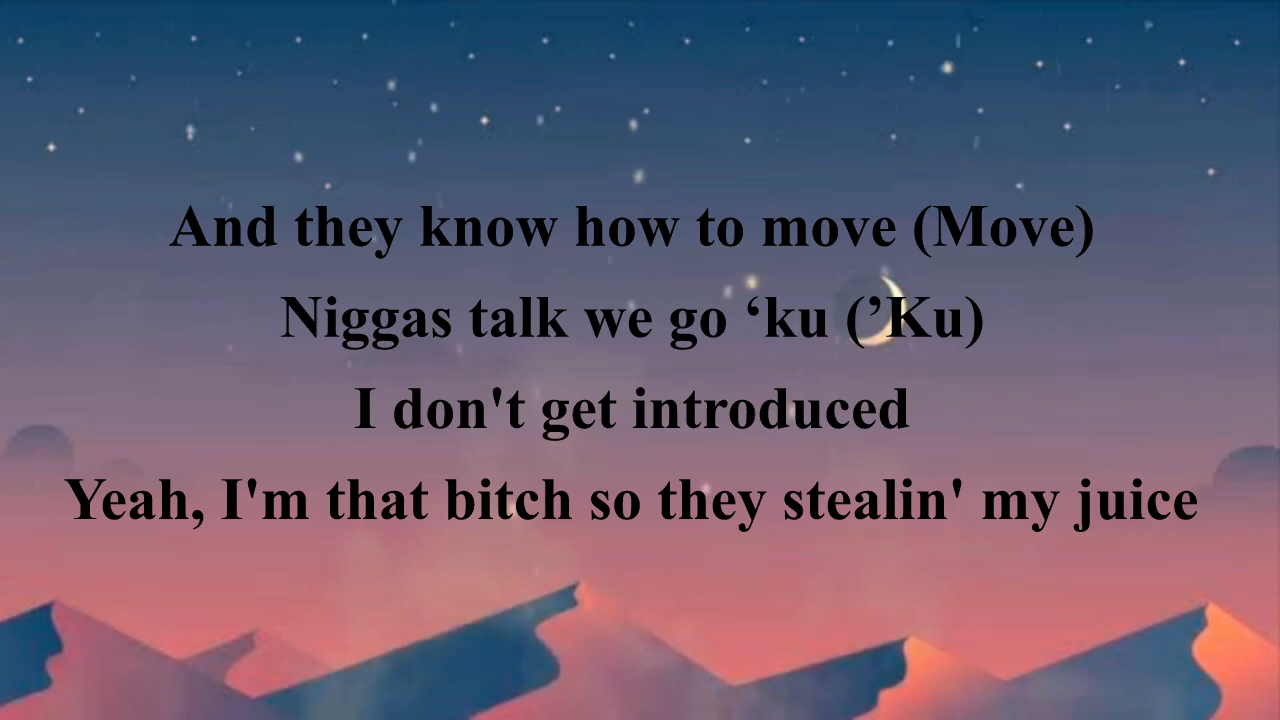 And they know how to move (Move)
Niggas talk we go ‘ku (’Ku)
I don't get introduced
Yeah, I'm that bitch so they stealin' my juice